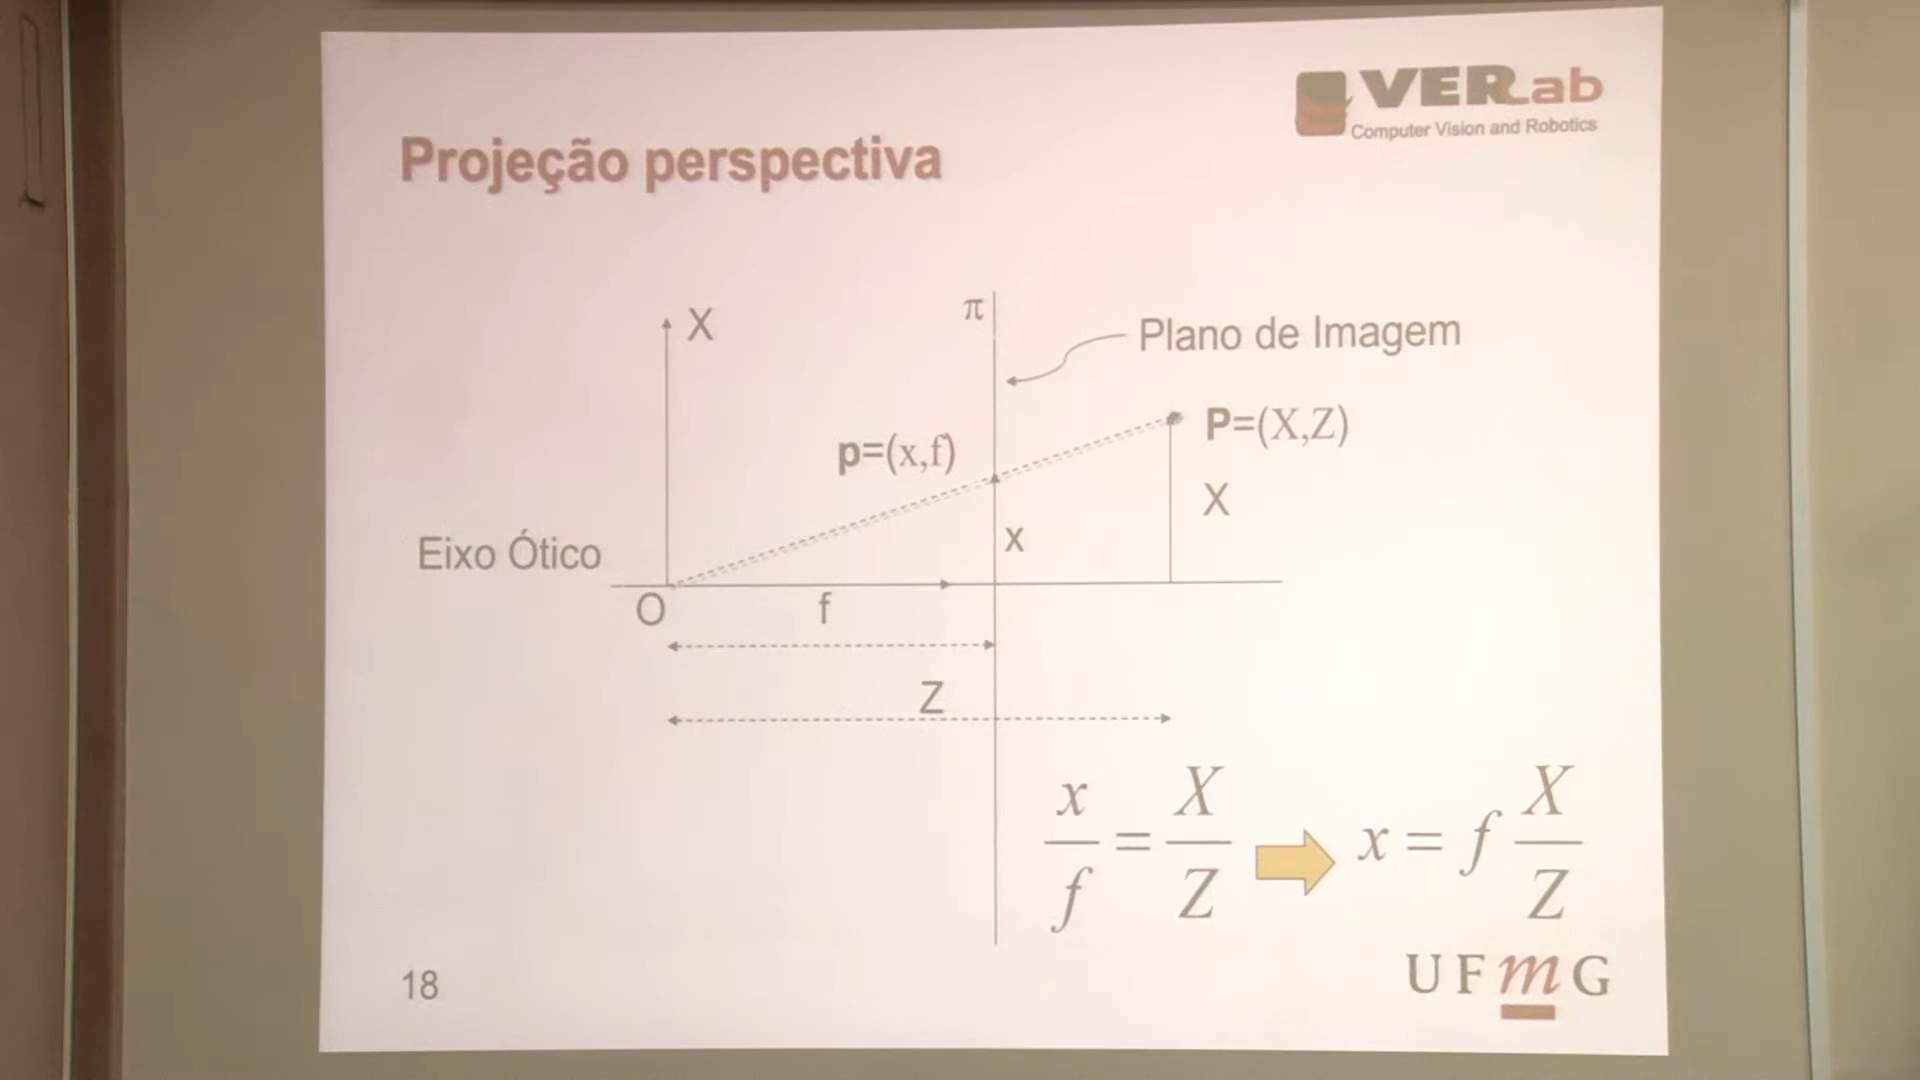 VERLab
Computer Vision and Robotics
Projeção perspectiva
X
π
Plano de Imagem
P=(X,Z)
p=(x,f)
X
x
Eixo Ótico
O
f
Z
x/f = X/Z
x = f X/Z
18
UFmG